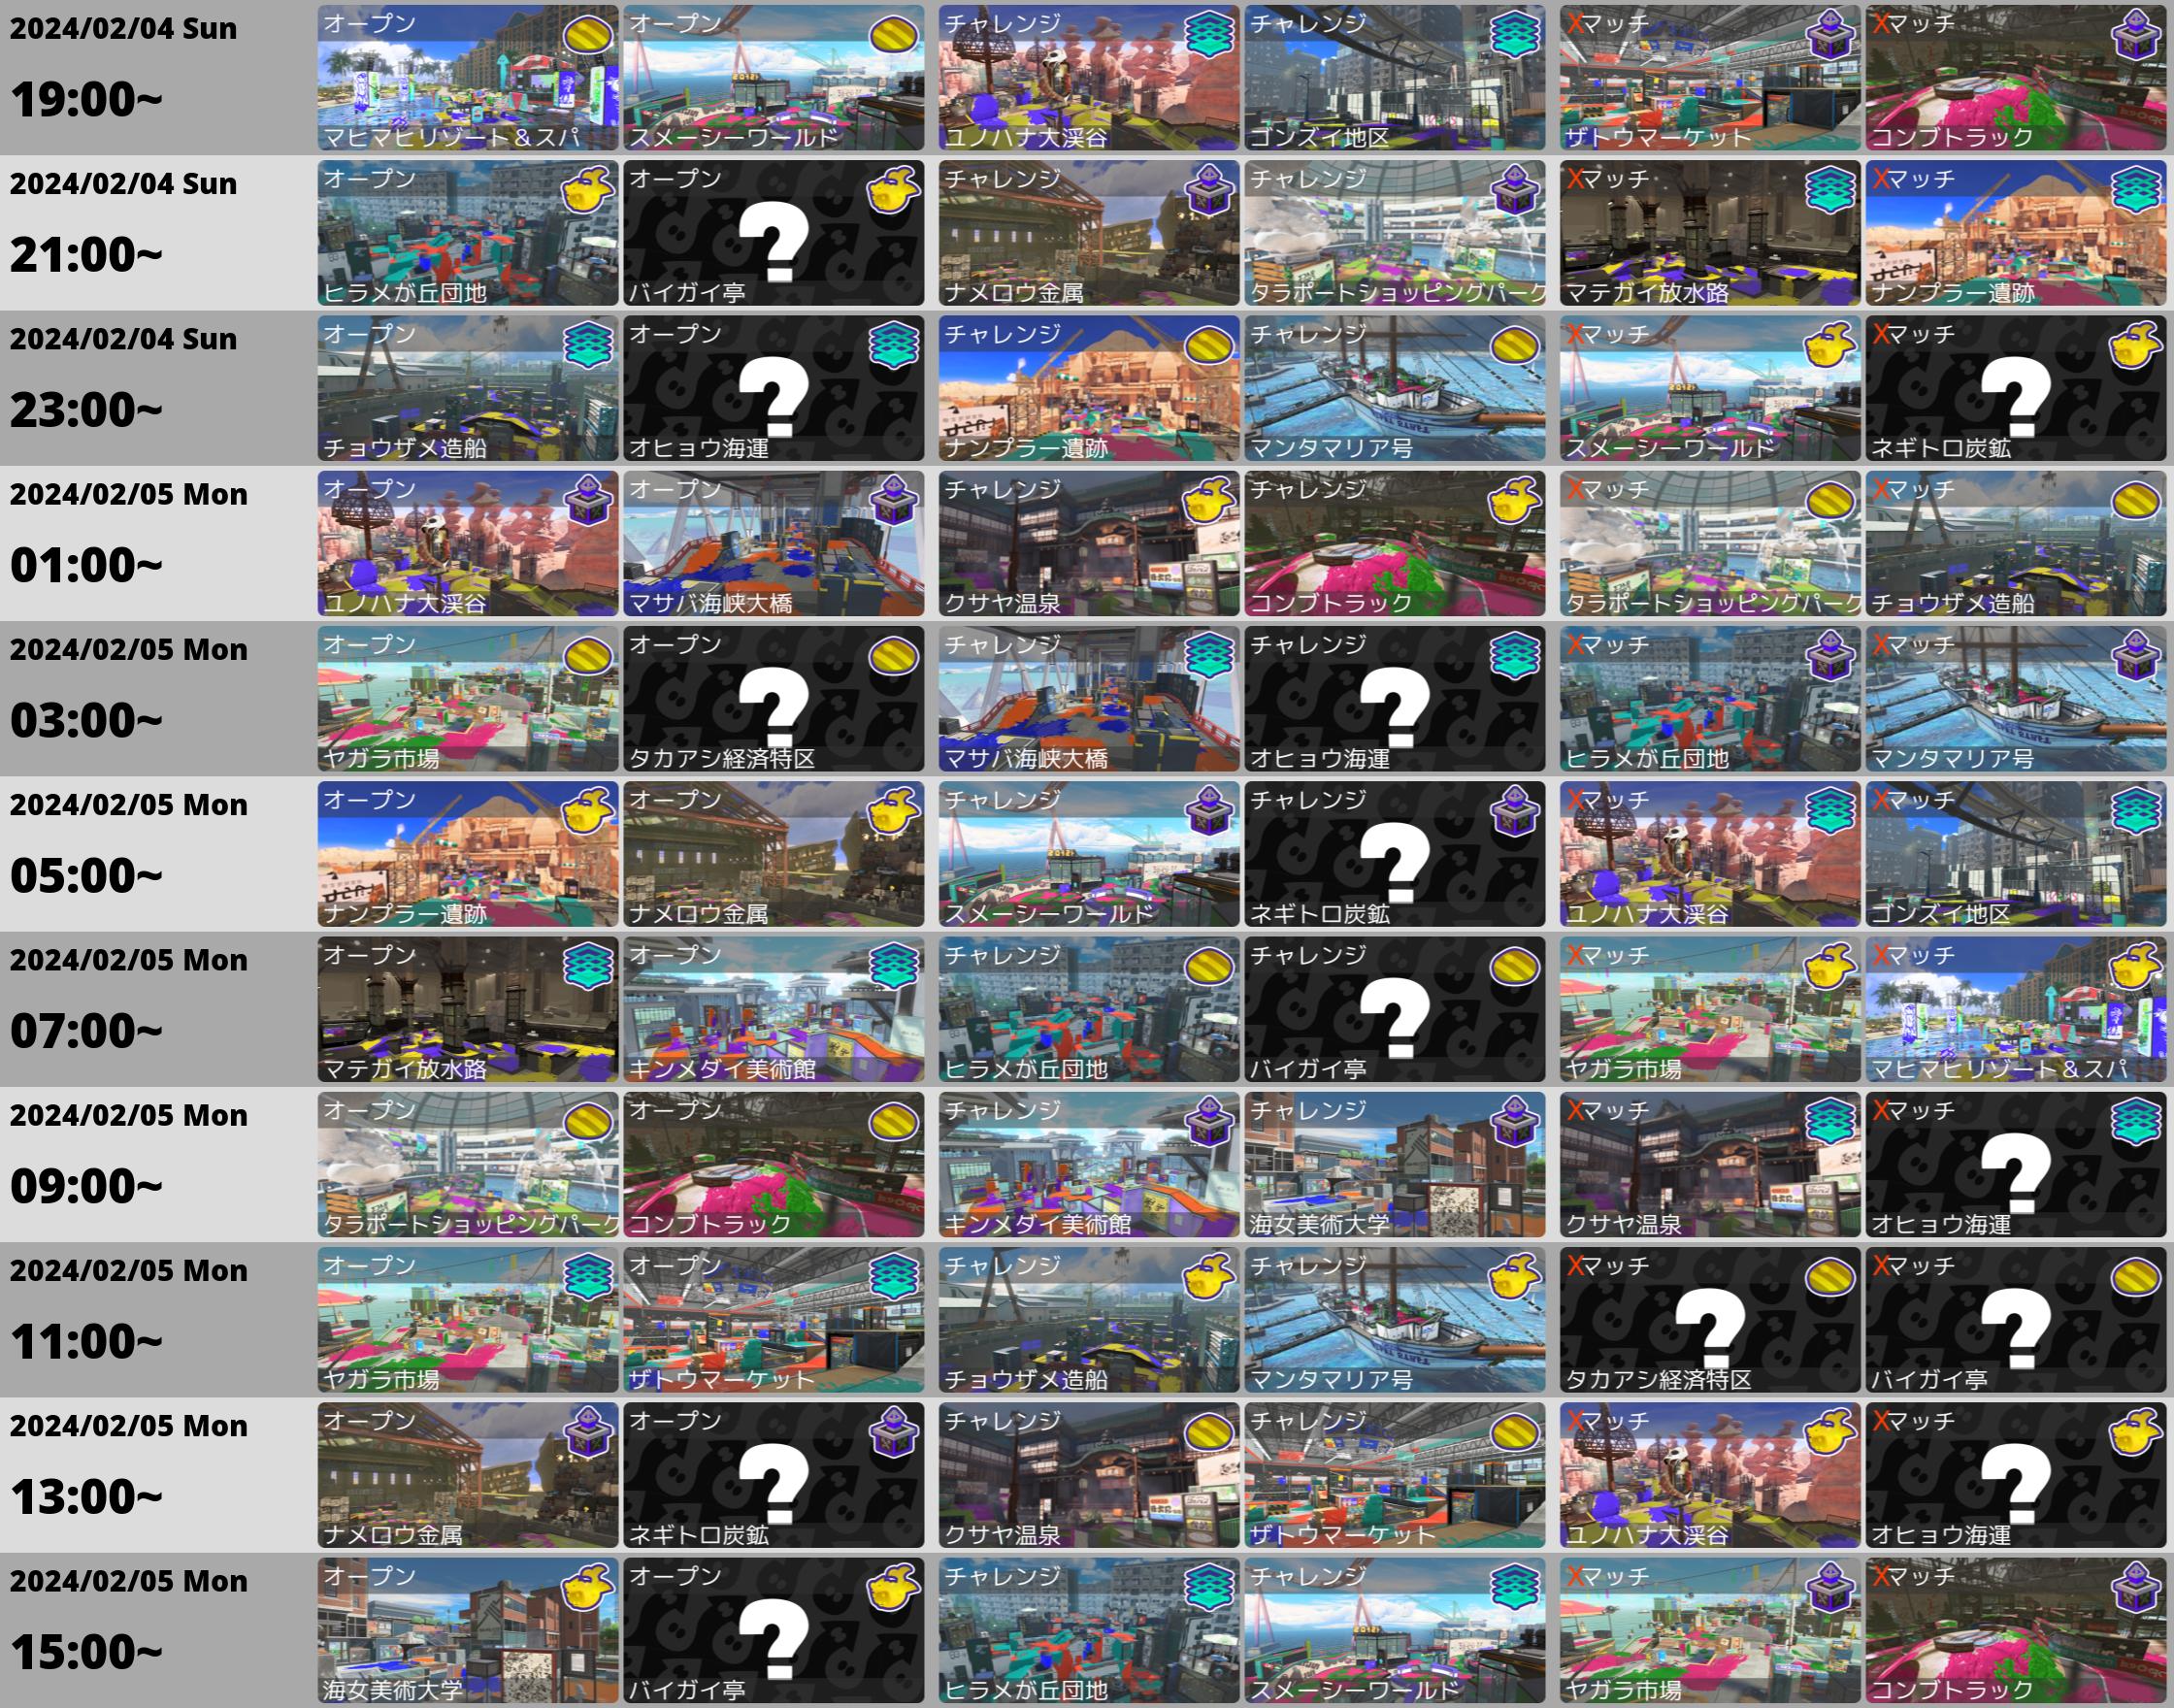 2024/02/04 Sun
19:00~
オープン オープン チャレンジ チャレンジ Xマッチ Xマッチ
マヒマヒリゾート＆スパ スメーシーワールド ユノハナ大渓谷 ゴンズイ地区 ザトウマーケット コンブトラック
2024/02/04 Sun
21:00~
オープン オープン チャレンジ チャレンジ Xマッチ Xマッチ
ヒラメが丘団地 バイガイ亭 ナメロウ金属 タラポートショッピングパーク マテガイ放水路 ナンプラー遺跡
2024/02/04 Sun
23:00~
オープン オープン チャレンジ チャレンジ Xマッチ Xマッチ
チョウザメ造船 オヒョウ海運 ナンプラー遺跡 マンタマリア号 スメーシーワールド ネギトロ炭鉱
2024/02/05 Mon
01:00~
オープン オープン チャレンジ チャレンジ Xマッチ Xマッチ
ユノハナ大渓谷 マサバ海峡大橋 クサヤ温泉 コンブトラック タラポートショッピングパーク チョウザメ造船
2024/02/05 Mon
03:00~
オープン オープン チャレンジ チャレンジ Xマッチ Xマッチ
ヤガラ市場 タカアシ経済特区 マサバ海峡大橋 オヒョウ海運 ヒラメが丘団地 マンタマリア号
2024/02/05 Mon
05:00~
オープン オープン チャレンジ チャレンジ Xマッチ Xマッチ
ナンプラー遺跡 ナメロウ金属 スメーシーワールド ネギトロ炭鉱 ユノハナ大渓谷 ゴンズイ地区
2024/02/05 Mon
07:00~
オープン オープン チャレンジ チャレンジ Xマッチ Xマッチ
マテガイ放水路 キンメダイ美術館 ヒラメが丘団地 バイガイ亭 ヤガラ市場 マヒマヒリゾート＆スパ
2024/02/05 Mon
09:00~
オープン オープン チャレンジ チャレンジ Xマッチ Xマッチ
タラポートショッピングパーク コンブトラック キンメダイ美術館 海女美術大学 クサヤ温泉 オヒョウ海運
2024/02/05 Mon
11:00~
オープン オープン チャレンジ チャレンジ Xマッチ Xマッチ
ヤガラ市場 ザトウマーケット チョウザメ造船 マンタマリア号 タカアシ経済特区 バイガイ亭
2024/02/05 Mon
13:00~
オープン オープン チャレンジ チャレンジ Xマッチ Xマッチ
ナメロウ金属 ネギトロ炭鉱 クサヤ温泉 ザトウマーケット ユノハナ大渓谷 オヒョウ海運
2024/02/05 Mon
15:00~
オープン オープン チャレンジ チャレンジ Xマッチ Xマッチ
海女美術大学 バイガイ亭 ヒラメが丘団地 スメーシーワールド ヤガラ市場 コンブトラック